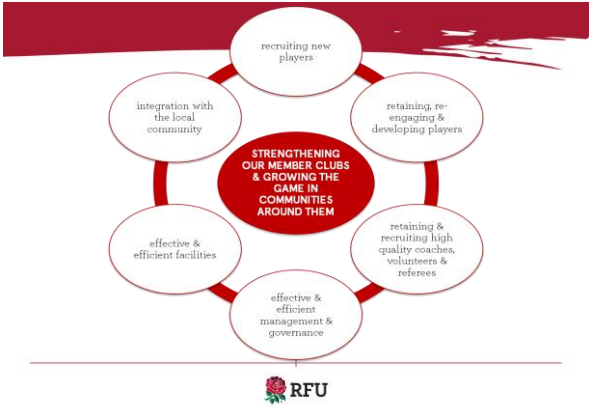 recruiting new
players
integration with
the local
community
retaining, re-
engaging &
developing players
STRENGTHENING
OUR MEMBER CLUBS
& GROWING THE
GAME IN
COMMUNITIES
AROUND THEM
effective &
efficient facilities
retaining &
recruiting high
quality coaches,
volunteers &
referees
effective &
efficient
management &
governance
RFU